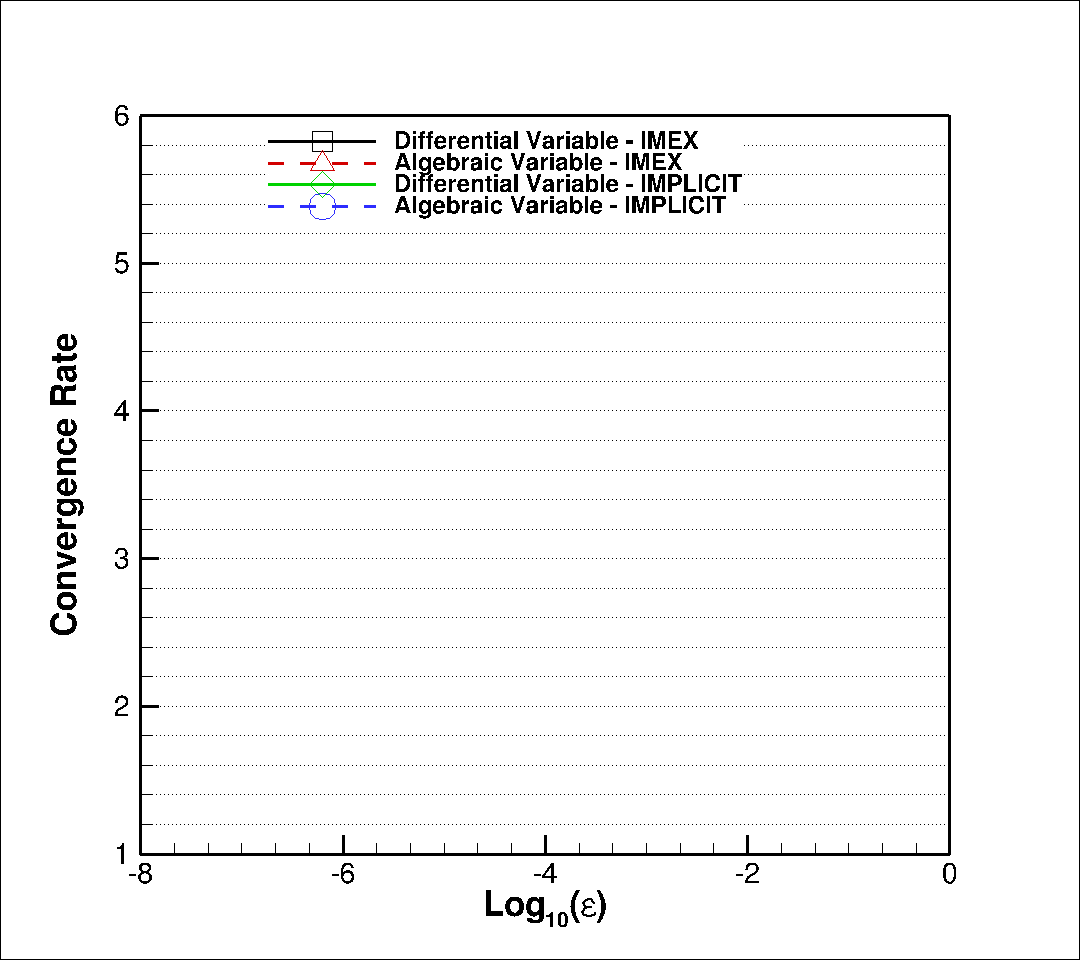 6
Differential Variable - IMEX
Algebraic Variable - IMEX
Differential Variable - IMPLICIT
Algebraic Variable - IMPLICIT
5
4
Convergence Rate
3
2
1
-8 -6 -4 -2 0
Log10(ε)